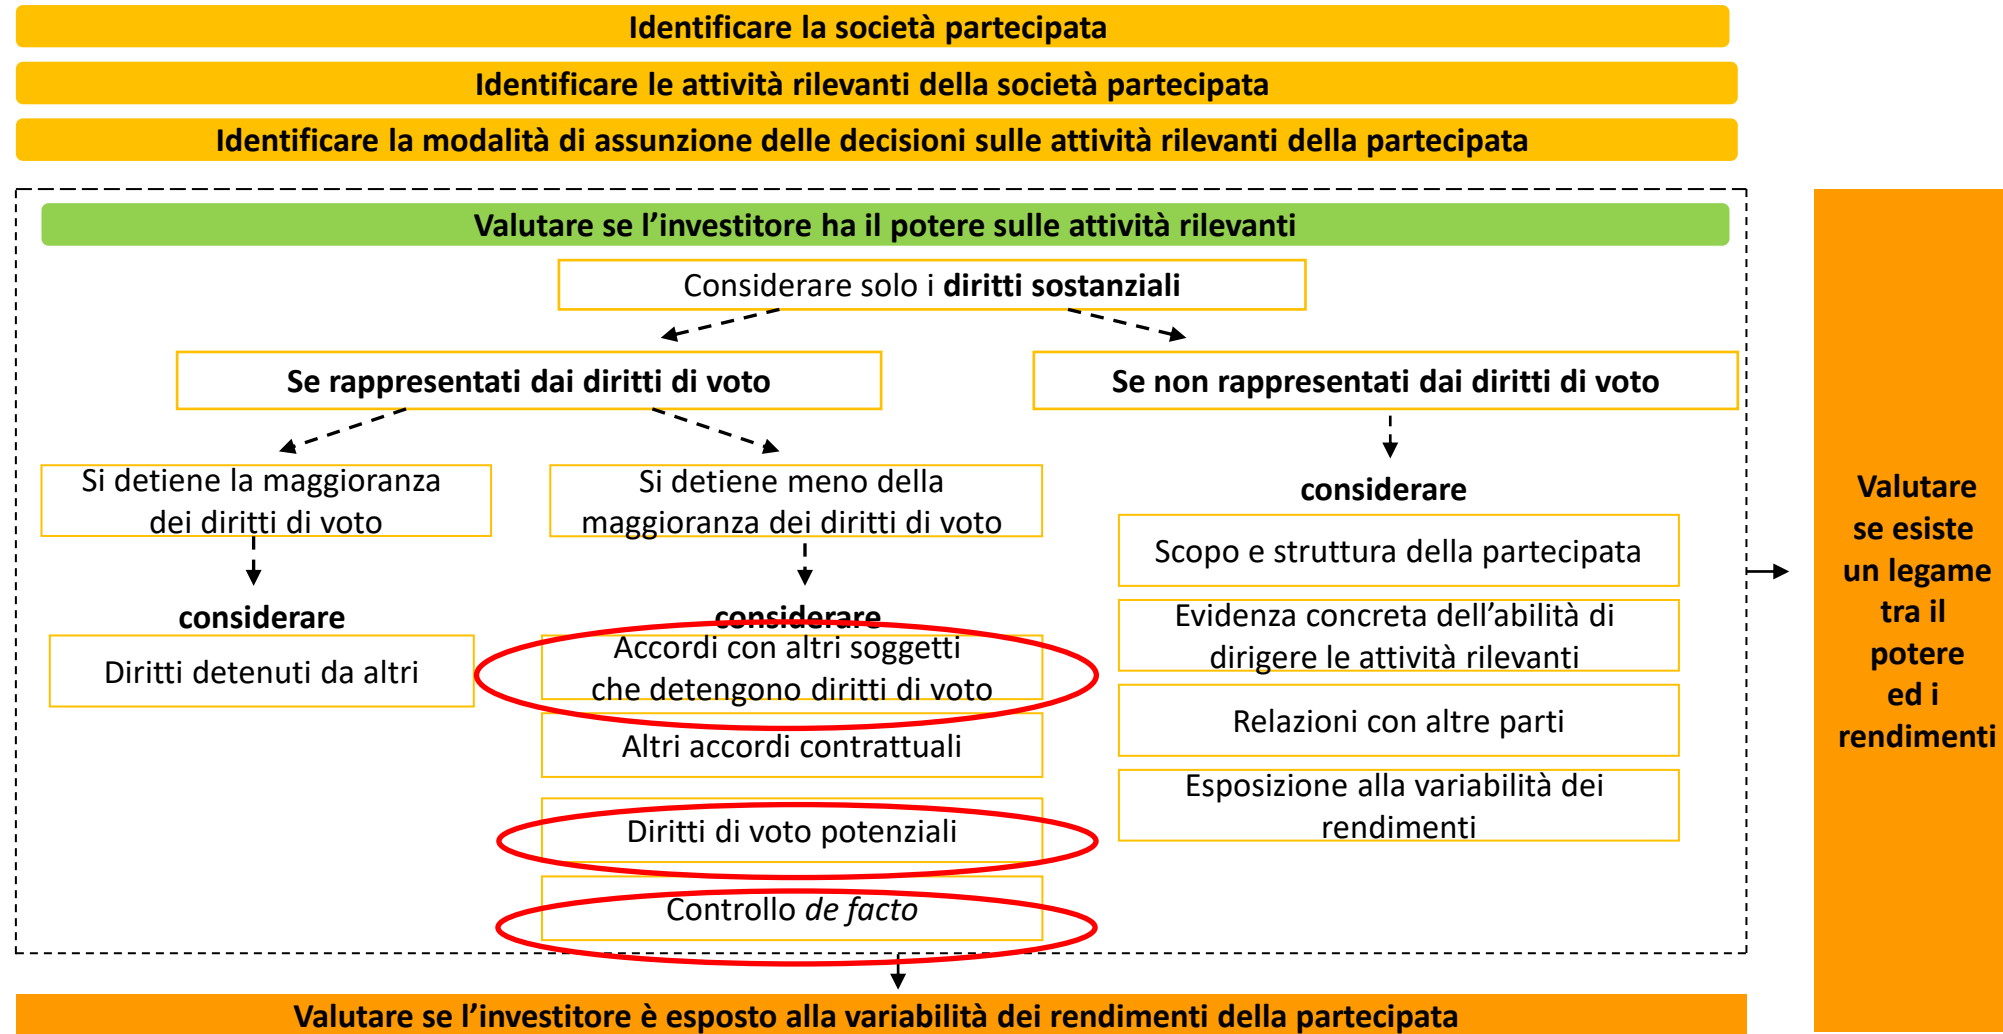 Identificare la società partecipata
Identificare le attività rilevanti della società partecipata
Identificare la modalità di assunzione delle decisioni sulle attività rilevanti della partecipata
Valutare se l’investitore ha il potere sulle attività rilevanti
Considerare solo i diritti sostanziali
Se rappresentati dai diritti di voto
Se non rappresentati dai diritti di voto
Si detiene la maggioranza
dei diritti di voto
considerare
Diritti detenuti da altri
Si detiene meno della
maggioranza dei diritti di voto
considerare
Accordi con altri soggetti
che detengono diritti di voto
Altri accordi contrattuali
Diritti di voto potenziali
Controllo de facto
considerare
Scopo e struttura della partecipata
Evidenza concreta dell’abilità di
dirigere le attività rilevanti
Relazioni con altre parti
Esposizione alla variabilità dei
rendimenti
Valutare
se esiste
un legame
tra il
potere
ed i
rendimenti
Valutare se l’investitore è esposto alla variabilità dei rendimenti della partecipata